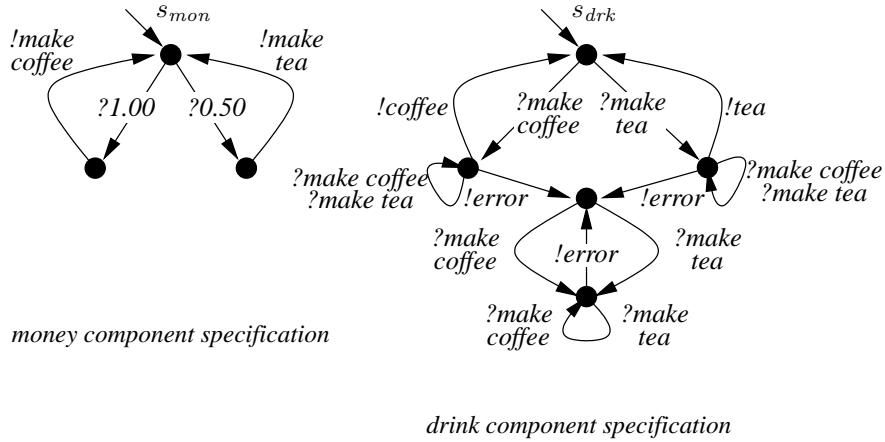 s_mon
!make
coffee
!make
tea
?1.00
?0.50
money component specification
s_drk
!coffee
?make
coffee
?make
tea
!tea
?make coffee
?make tea
!error
!error
?make coffee
?make tea
?make
coffee
!error
?make
tea
?make
coffee
?make
tea
drink component specification